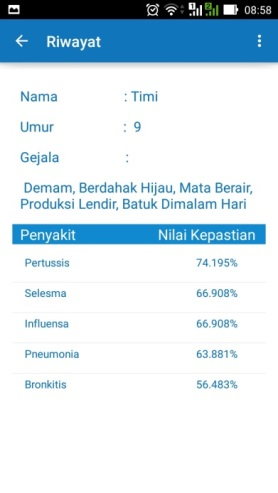 08:58
Riwayat
Nama : Timi
Umur : 9
Gejala :
Demam, Berdahak Hijau, Mata Berair,
Produksi Lendir, Batuk Dimalam Hari
Penyakit Nilai Kepastian
Pertussis 74.195%
Selesma 66.908%
Influensa 66.908%
Pneumonia 63.881%
Bronkitis 56.483%